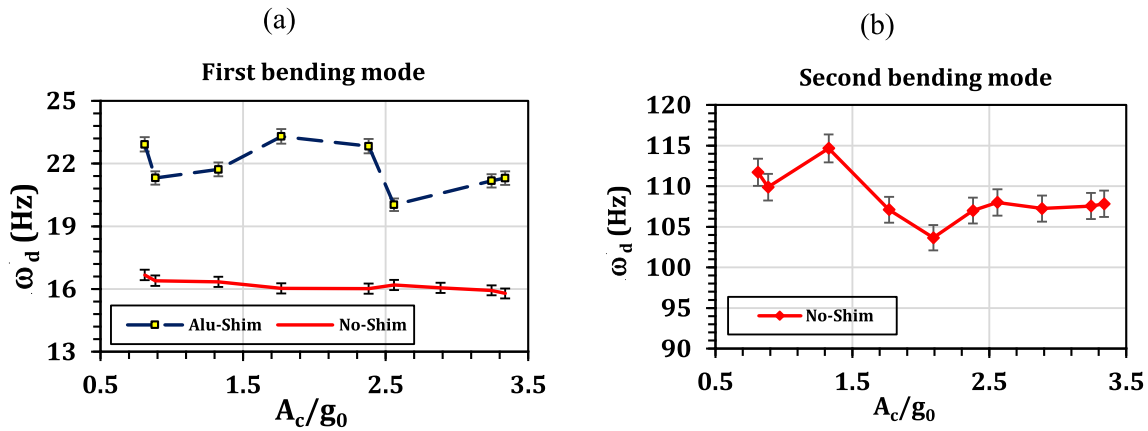 (a)
First bending mode
ω_d (Hz)
25
22
19
16
13
Alu-Shim
No-Shim
0.5
1.5
2.5
3.5
A_c/g_0
(b)
Second bending mode
ω_d (Hz)
120
115
110
105
100
95
90
No-Shim
0.5
1.5
2.5
3.5
A_c/g_0